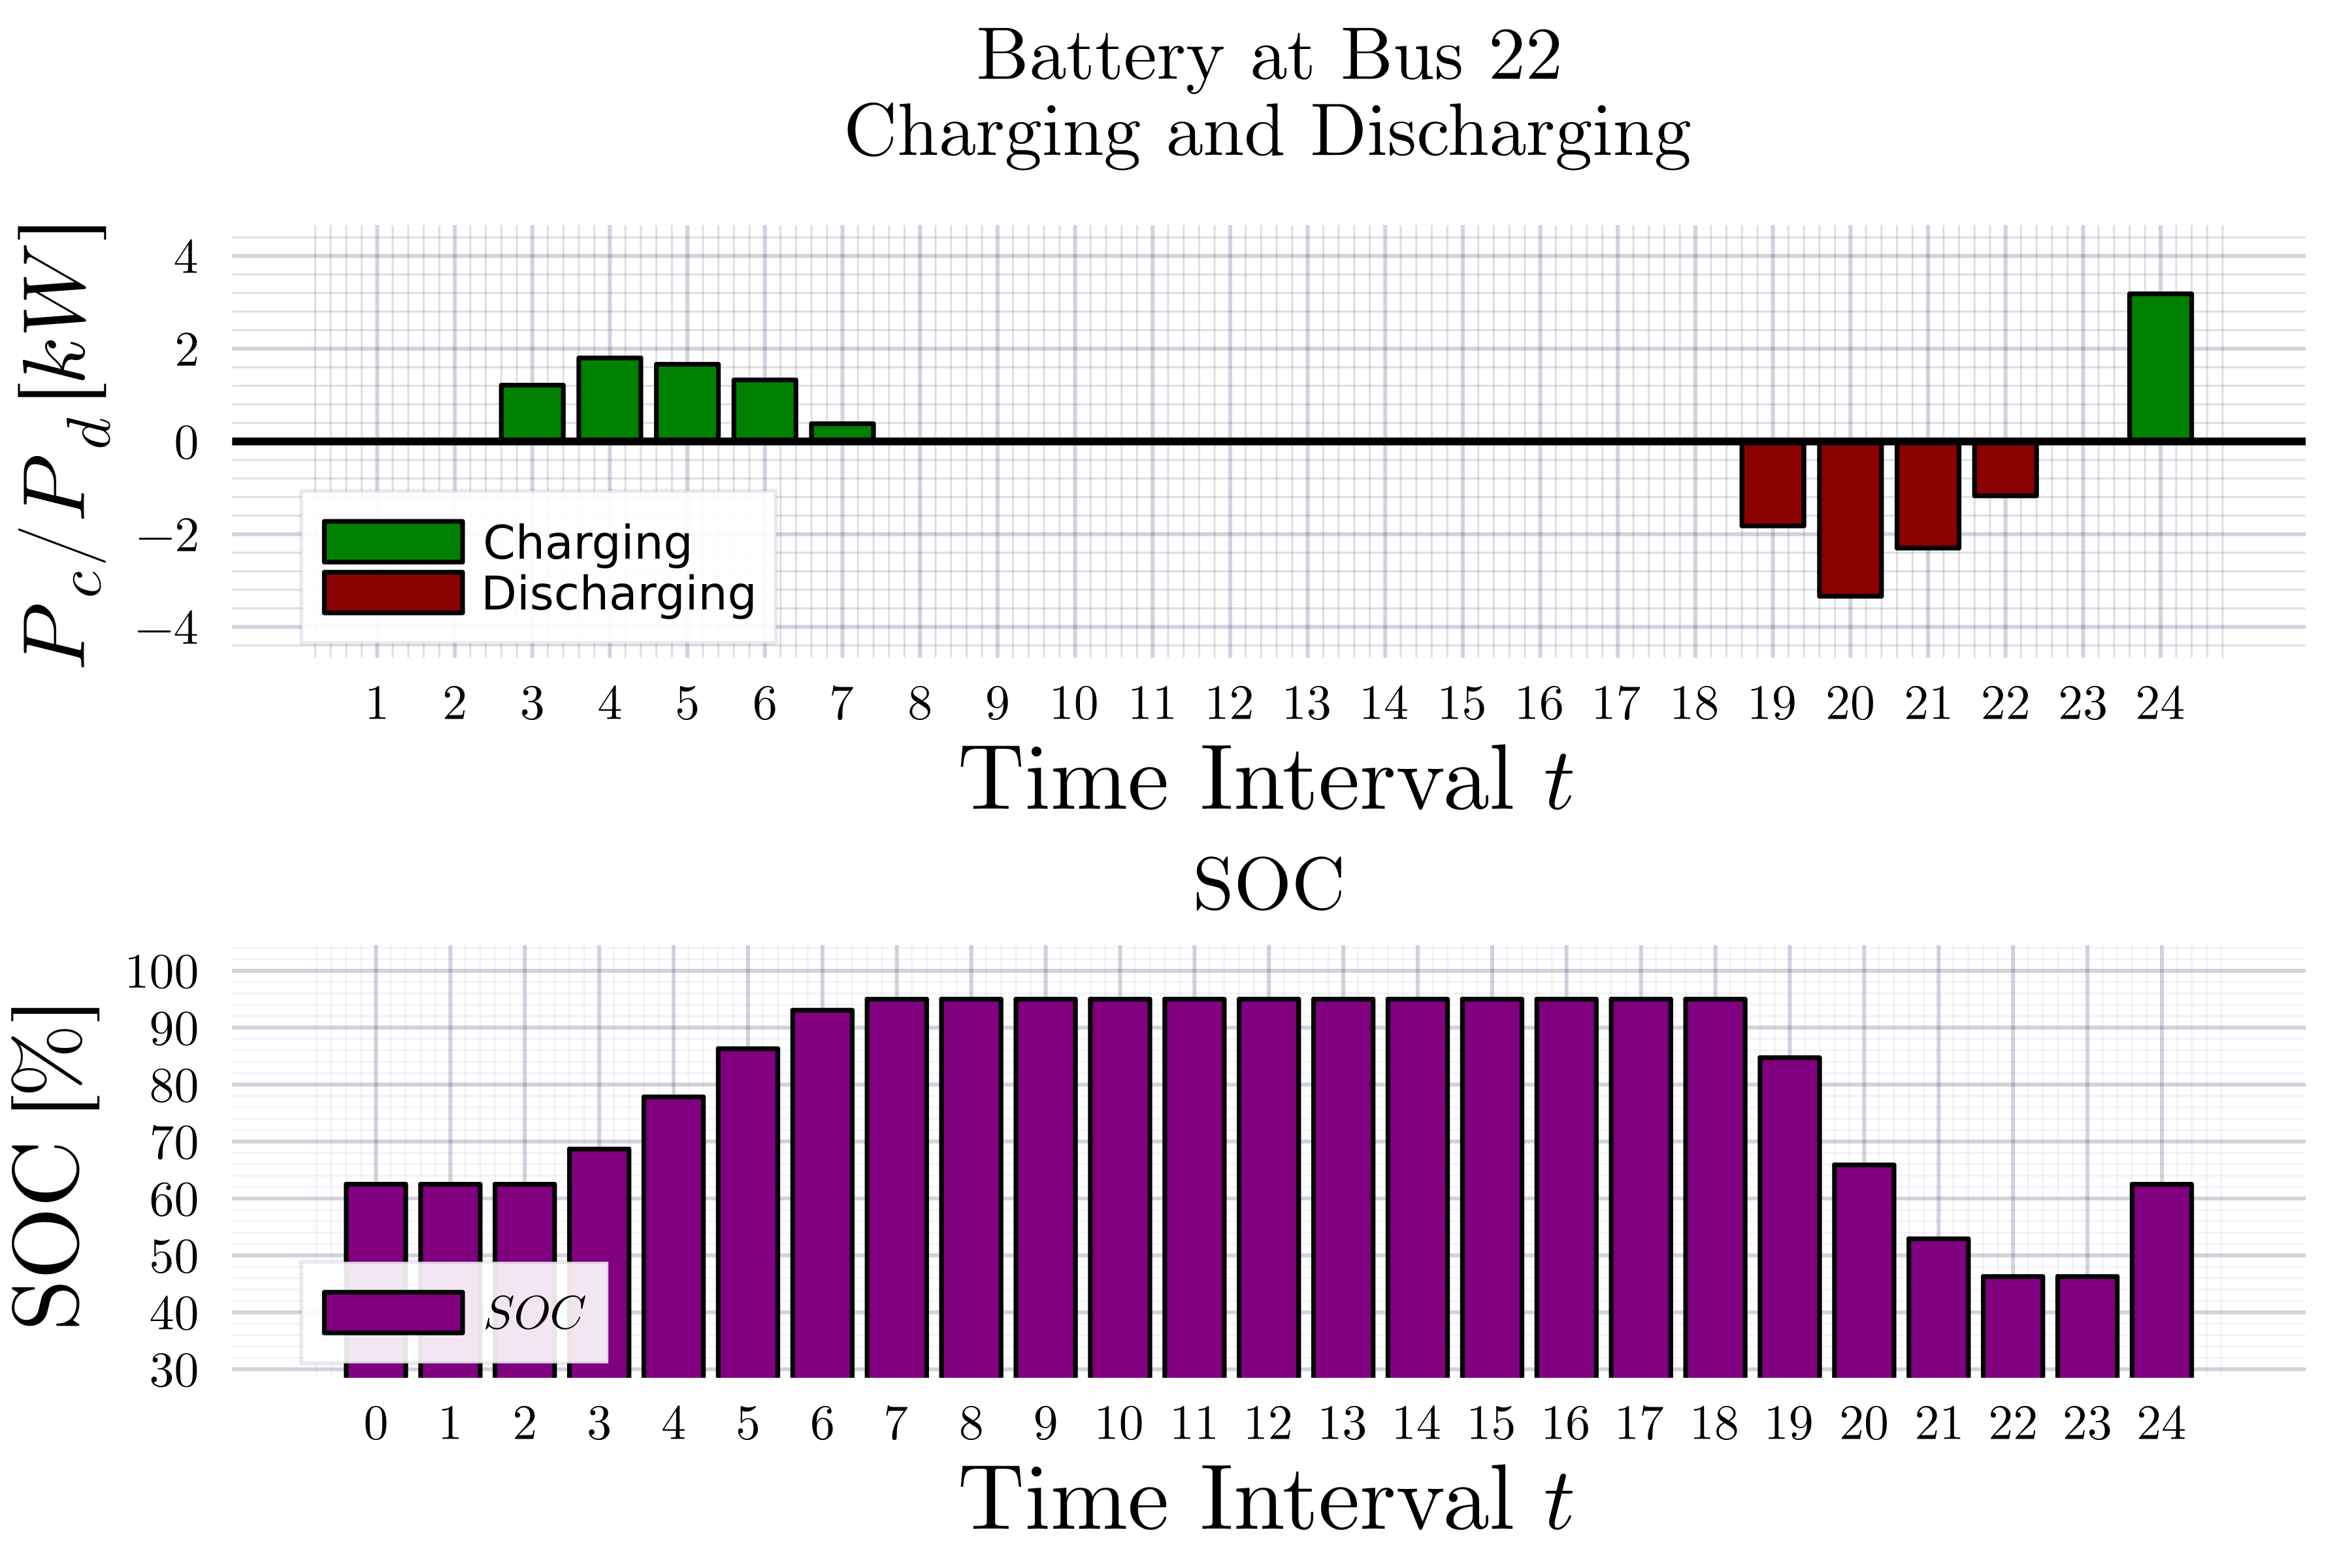 Battery at Bus 22
Charging and Discharging
P_c/P_d [kW]
4
2
0
−2
−4
Charging
Discharging
1 2 3 4 5 6 7 8 9 10 11 12 13 14 15 16 17 18 19 20 21 22 23 24
Time Interval t
SOC
SOC [%]
100
90
80
70
60
50
40
30
SOC
0 1 2 3 4 5 6 7 8 9 10 11 12 13 14 15 16 17 18 19 20 21 22 23 24
Time Interval t